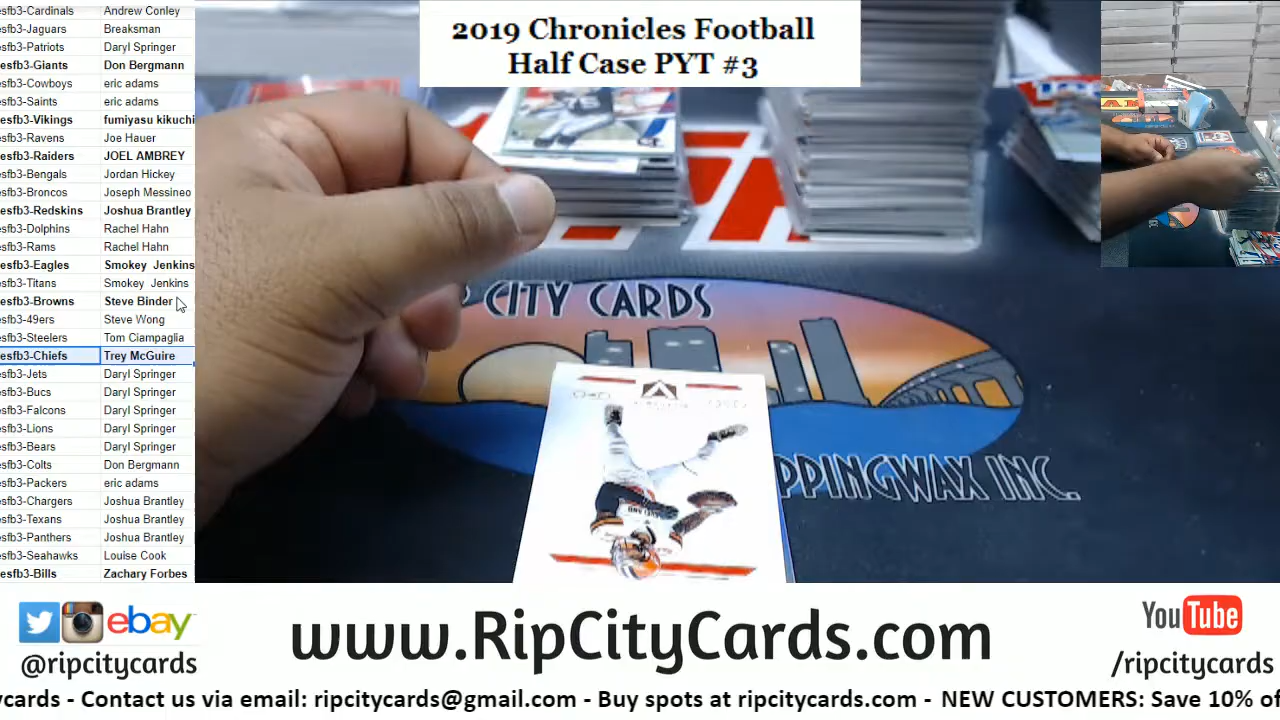 esfb3-Cardinals Andrew Conley
esfb3-Jaguars Breaksman
esfb3-Patriots Daryl Springer
esfb3-Giants Don Bergmann
esfb3-Cowboys eric adams
esfb3-Saints eric adams
esfb3-Vikings fumiyasu kikuchi
esfb3-Ravens Joe Hauer
esfb3-Raiders JOEL AMBREY
esfb3-Bengals Jordan Hickey
esfb3-Broncos Joseph Messineo
esfb3-Redskins Joshua Brantley
esfb3-Dolphins Rachel Hahn
esfb3-Rams Rachel Hahn
esfb3-Eagles Smokey Jenkins
esfb3-Titans Smokey Jenkins
esfb3-Browns Steve Binder
esfb3-49ers Steve Wong
esfb3-Steelers Tom Ciampaglia
esfb3-Chiefs Trey McGuire
esfb3-Jets Daryl Springer
esfb3-Bucs Daryl Springer
esfb3-Falcons Daryl Springer
esfb3-Lions Daryl Springer
esfb3-Bears Daryl Springer
esfb3-Colts Don Bergmann
esfb3-Packers eric adams
esfb3-Chargers Joshua Brantley
esfb3-Texans Joshua Brantley
esfb3-Panthers Joshua Brantley
esfb3-Seahawks Louise Cook
esfb3-Bills Zachary Forbes
2019 Chronicles Football
Half Case PYT #3
P CITY CARDS
PPINGWAX INC.
ebay
@ripcitycards
www.RipCityCards.com
YouTube
/ripcitycards
ycards - Contact us via email: ripcitycards@gmail.com - Buy spots at ripcitycards.com - NEW CUSTOMERS: Save 10% of